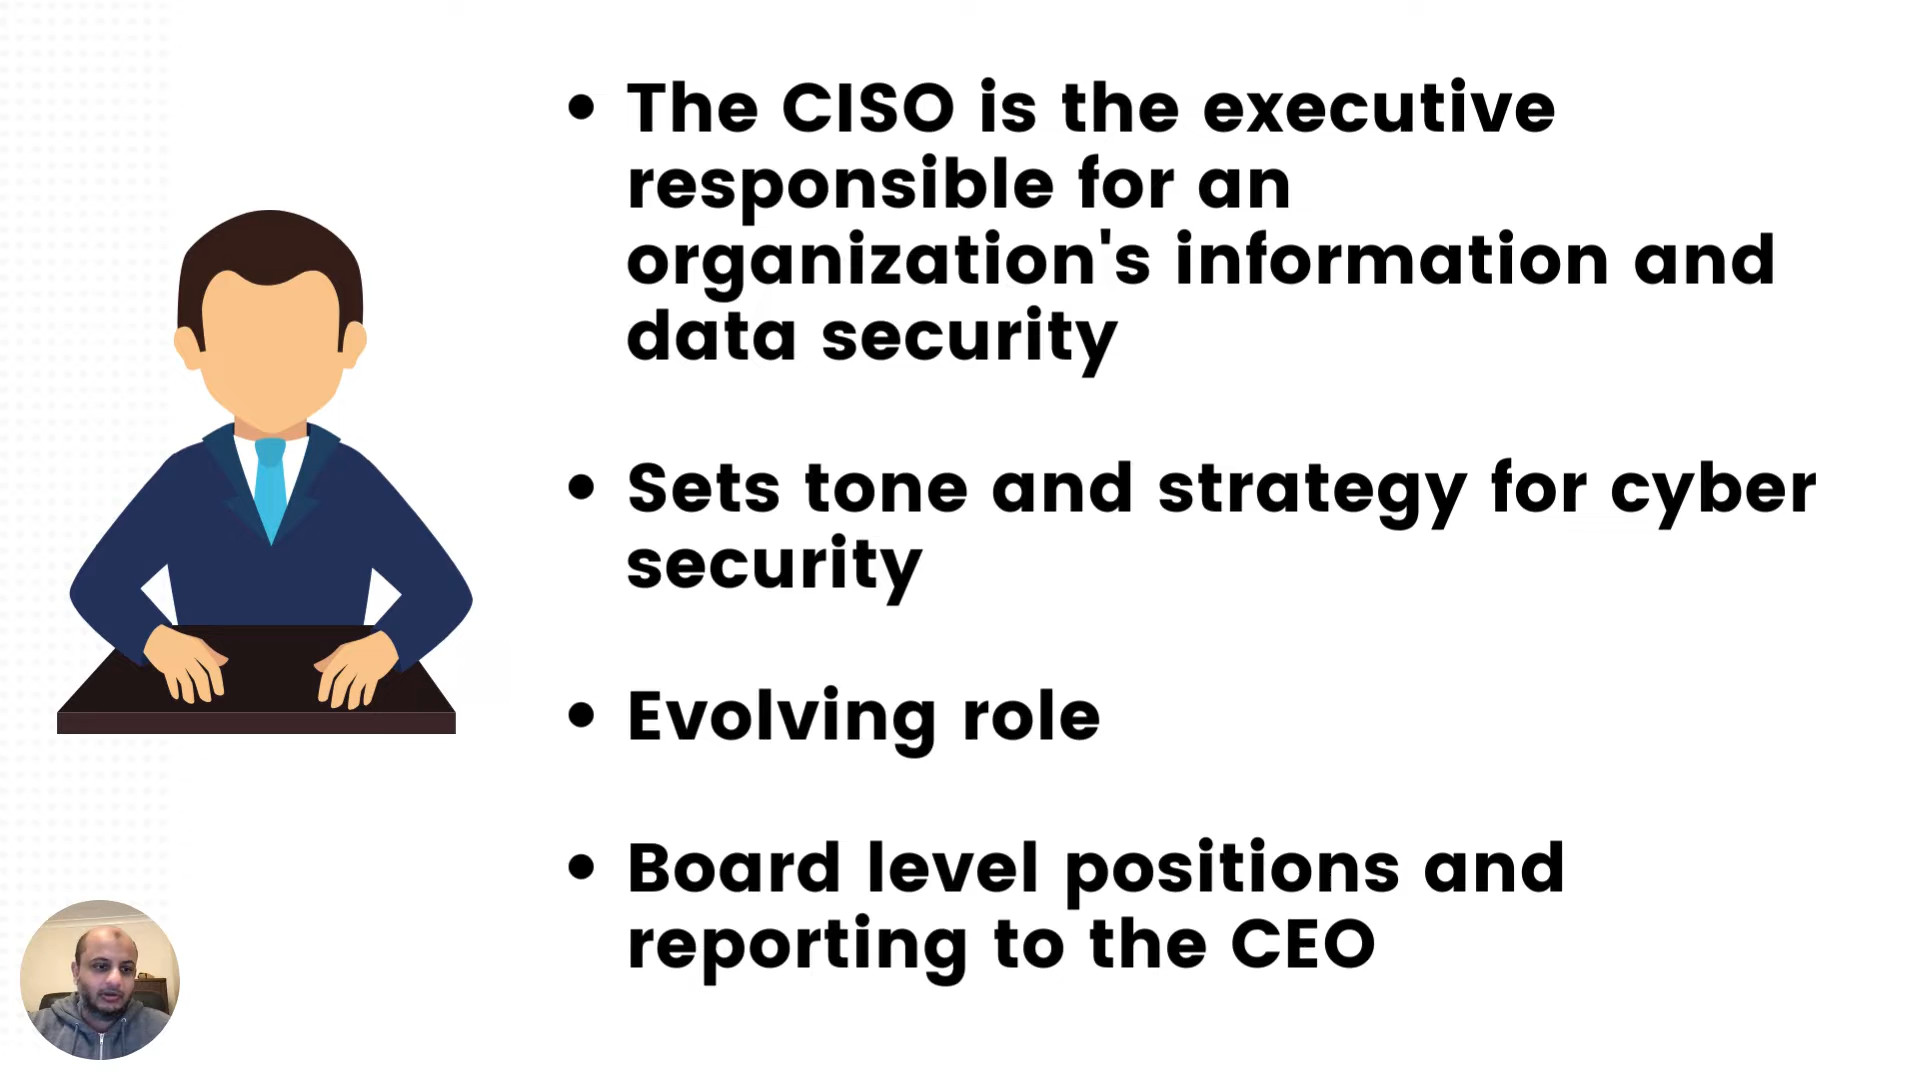 • The CISO is the executive
responsible for an
organization's information and
data security
• Sets tone and strategy for cyber
security
• Evolving role
• Board level positions and
reporting to the CEO